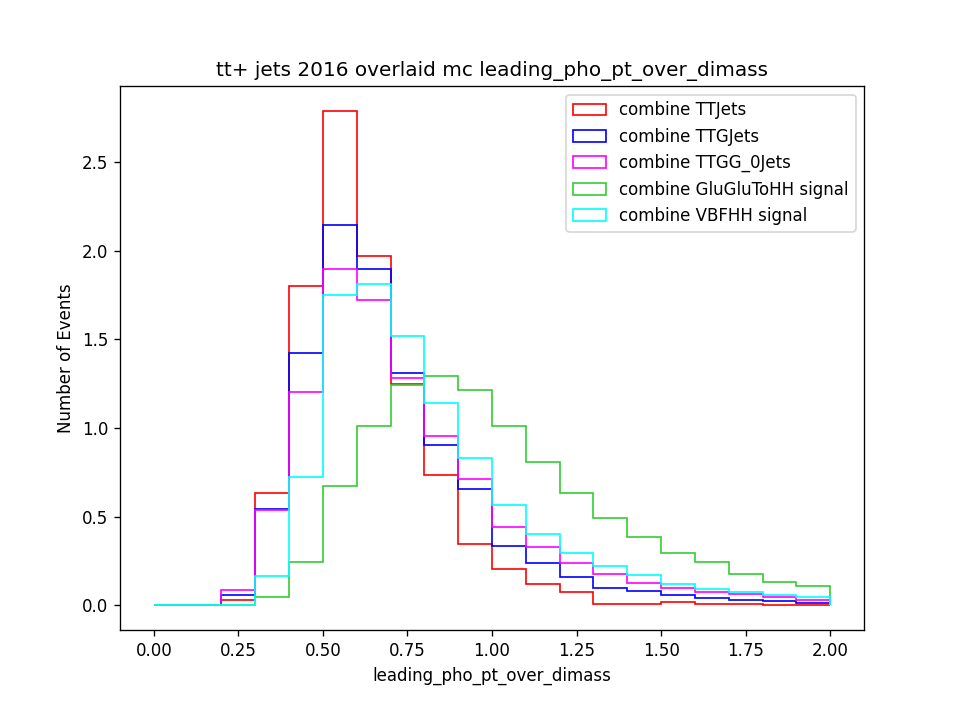 tt+ jets 2016 overlaid mc leading_pho_pt_over_dimass
combine TTJets
combine TTGJets
combine TTGG_0Jets
combine GluGluToHH signal
combine VBFHH signal
Number of Events
2.5
2.0
1.5
1.0
0.5
0.0
0.00 0.25 0.50 0.75 1.00 1.25 1.50 1.75 2.00
leading_pho_pt_over_dimass